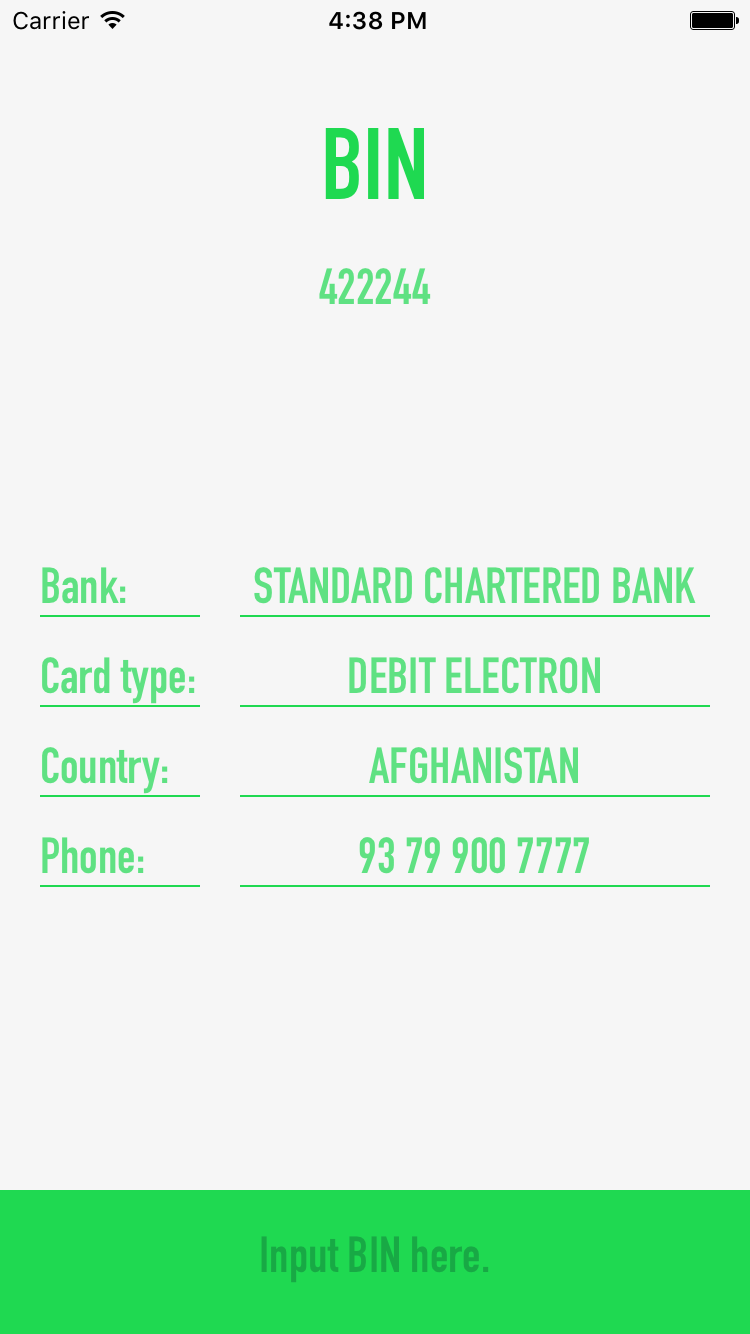 Carrier 4:38 PM
BIN
422244
Bank: STANDARD CHARTERED BANK
Card type: DEBIT ELECTRON
Country: AFGHANISTAN
Phone: 93 79 900 7777
Input BIN here.